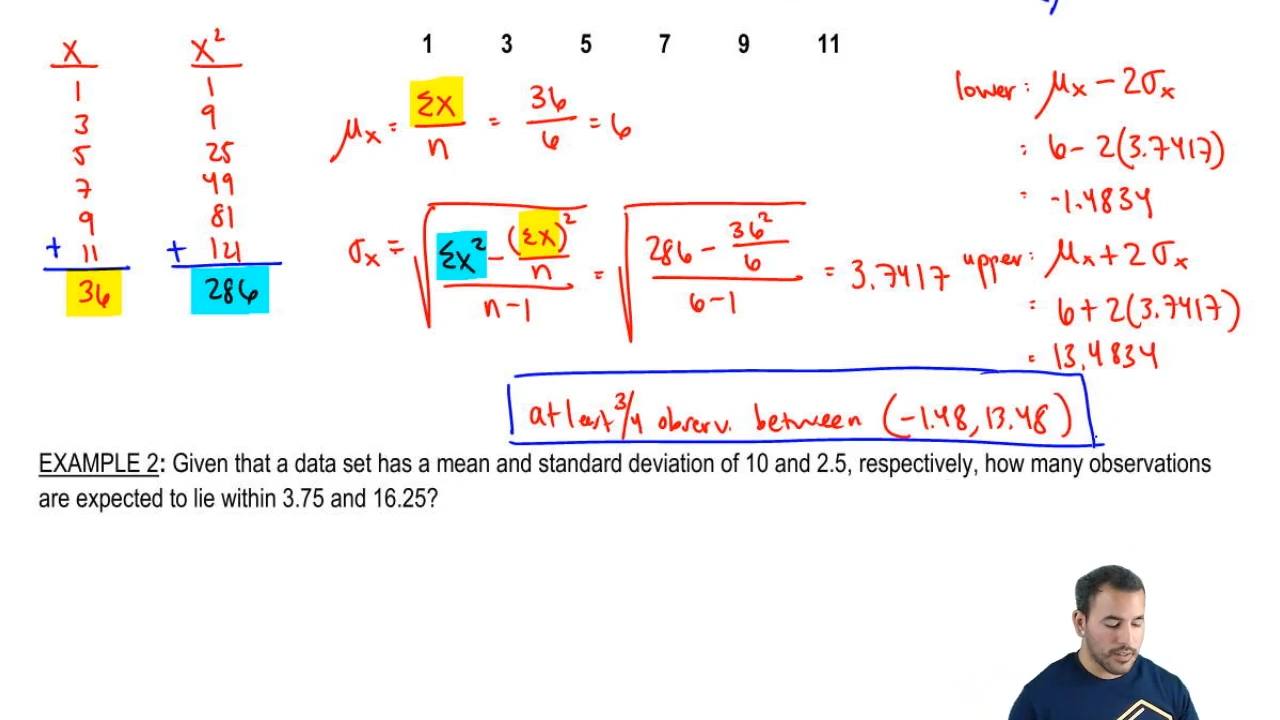 x x²
1 1
3 9
5 25
7 49
9 81
+ 11 + 121
36 286
1 3 5 7 9 11
μx = Σx/n = 36/6 = 6
σx = √((Σx² − (Σx)²/n)/(n−1)) = √((286 − 36²/6)/(6−1)) = 3.7417
lower: μx − 2σx
: 6 − 2(3.7417)
= -1.4834
upper: μx + 2σx
= 6 + 2(3.7417)
= 13.4834
at least 3/4 observ. between (-1.48, 13.48)
EXAMPLE 2: Given that a data set has a mean and standard deviation of 10 and 2.5, respectively, how many observations
are expected to lie within 3.75 and 16.25?